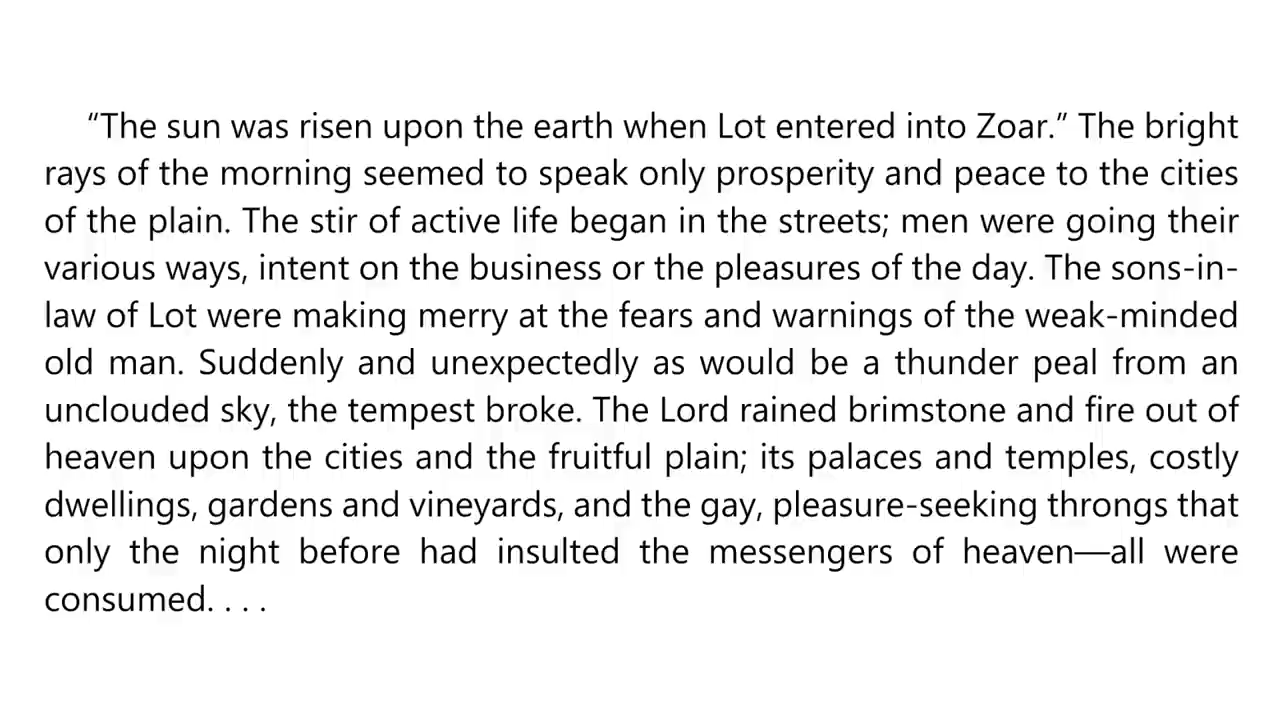 “The sun was risen upon the earth when Lot entered into Zoar.” The bright
rays of the morning seemed to speak only prosperity and peace to the cities
of the plain. The stir of active life began in the streets; men were going their
various ways, intent on the business or the pleasures of the day. The sons-in-
law of Lot were making merry at the fears and warnings of the weak-minded
old man. Suddenly and unexpectedly as would be a thunder peal from an
unclouded sky, the tempest broke. The Lord rained brimstone and fire out of
heaven upon the cities and the fruitful plain; its palaces and temples, costly
dwellings, gardens and vineyards, and the gay, pleasure-seeking throngs that
only the night before had insulted the messengers of heaven—all were
consumed. . . .